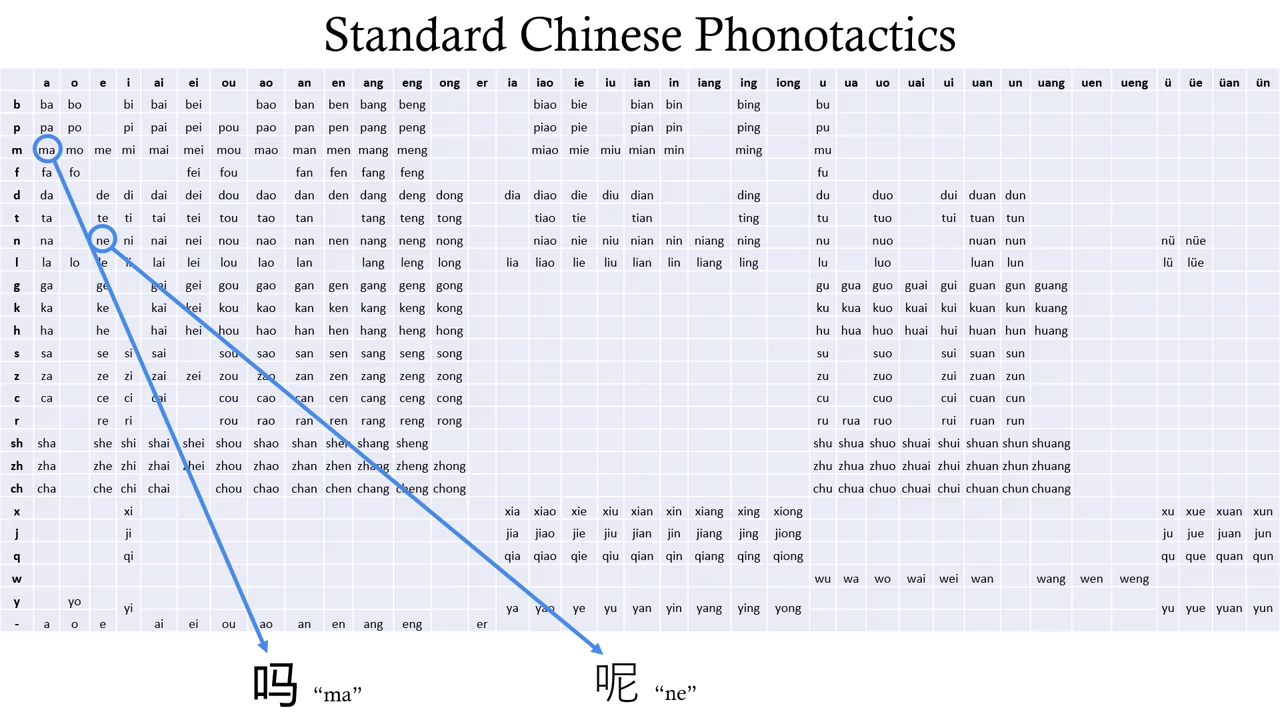 Standard Chinese Phonotactics
a o e i ai ei ou ao an en ang eng ong er ia iao ie iu ian in iang ing iong u ua uo uai ui uan un uang uen ueng ü üe üan ün
b ba bo bi bai bei bao ban ben bang beng biao bie bian bin bing bu
p pa po pi pai pei pou pao pan pen pang peng piao pie pian pin ping pu
m ma mo me mi mai mei mou mao man men mang meng miao mie miu mian min ming mu
f fa fo fei fou fan fen fang feng fu
d da de di dai dei dou dao dan den dang deng dong dia diao die diu dian ding du duo dui duan dun
t ta te ti tai tei tou tao tan tang teng tong tiao tie tian ting tu tuo tui tuan tun
n na ne ni nai nei nou nao nan nen nang neng nong niao nie niu nian nin niang ning nu nuo nuan nun nü nüe
l la lo le li lai lei lou lao lan lang leng long lia liao lie liu lian lin liang ling lu luo luan lun lü lüe
g ga ge gai gei gou gao gan gen gang geng gong gu gua guo guai gui guan gun guang
k ka ke kai kei kou kao kan ken kang keng kong ku kua kuo kuai kui kuan kun kuang
h ha he hai hei hou hao han hen hang heng hong hu hua huo huai hui huan hun huang
s sa se si sai sou sao san sen sang seng song su suo sui suan sun
z za ze zi zai zei zou zao zan zen zang zeng zong zu zuo zui zuan zun
c ca ce ci cai cou cao can cen cang ceng cong cu cuo cui cuan cun
r re ri rou rao ran ren rang reng rong ru rua ruo rui ruan run
sh sha she shi shai shei shou shao shan shen shang sheng shu shua shuo shuai shui shuan shun shuang
zh zha zhe zhi zhai zhei zhou zhao zhan zhen zhang zheng zhong zhu zhua zhuo zhuai zhui zhuan zhun zhuang
ch cha che chi chai chou chao chan chen chang cheng chong chu chua chuo chuai chui chuan chun chuang
x xi xia xiao xie xiu xian xin xiang xing xiong xu xue xuan xun
j ji jia jiao jie jiu jian jin jiang jing jiong ju jue juan jun
q qi qia qiao qie qiu qian qin qiang qing qiong qu que quan qun
w wu wa wo wai wei wan wang wen weng
y yo yi ya yao ye yu yan yin yang ying yong yu yue yuan yun
- a o e ai ei ou ao an en ang eng er
吗 “ma” 呢 “ne”